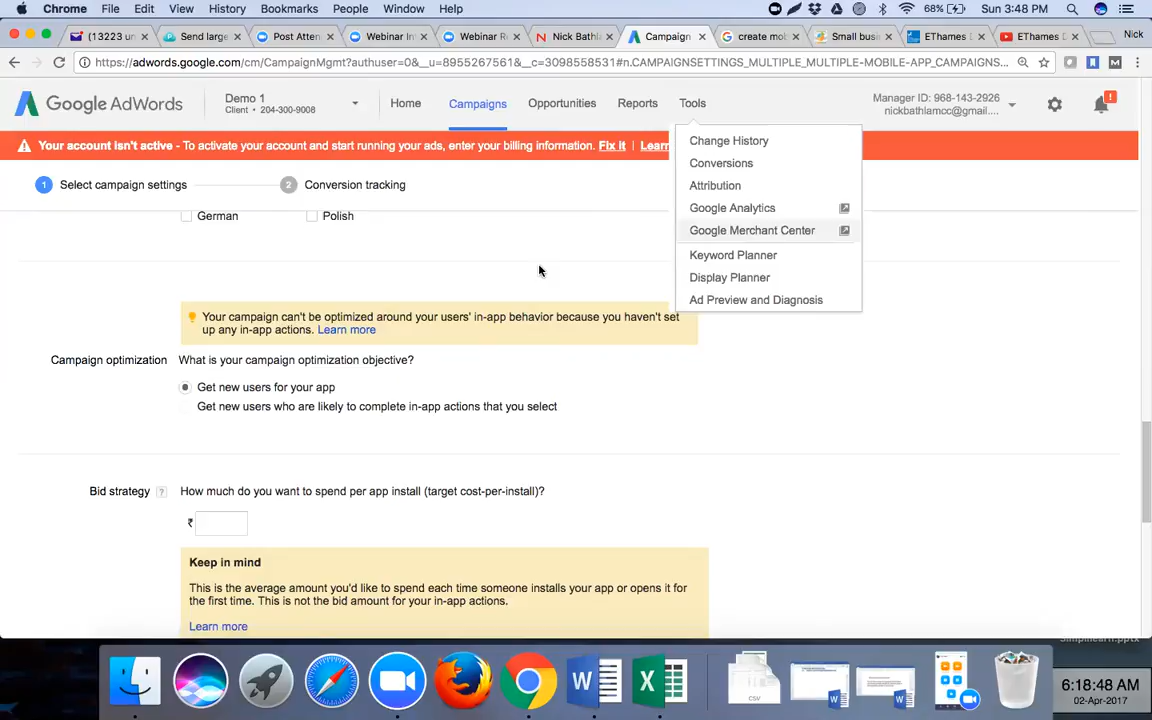 Chrome File Edit View History Bookmarks People Window Help 68% Sun 3:48 PM
(13223 un Send large Post Atten Webinar In Webinar Re Nick Bathl Campaign create mob Small busi EThames EThames Nick
https://adwords.google.com/cm/CampaignMgmt?authuser=0&__u=8955267561&__c=3098558531#n.CAMPAIGNSETTINGS_MULTIPLE_MULTIPLE-MOBILE-APP_CAMPAIGNS...
Google AdWords
Demo 1
Client • 204-300-9008
Home Campaigns Opportunities Reports Tools
Manager ID: 968-143-2926
nickbathlamcc@gmail....
!
Your account isn't active - To activate your account and start running your ads, enter your billing information. Fix it | Learn
Change History
Conversions
Attribution
Google Analytics
Google Merchant Center
Keyword Planner
Display Planner
Ad Preview and Diagnosis
1 Select campaign settings 2 Conversion tracking
German Polish
Your campaign can't be optimized around your users' in-app behavior because you haven't set
up any in-app actions. Learn more
Campaign optimization What is your campaign optimization objective?
Get new users for your app
Get new users who are likely to complete in-app actions that you select
Bid strategy ? How much do you want to spend per app install (target cost-per-install)?
₹
Keep in mind
This is the average amount you'd like to spend each time someone installs your app or opens it for
the first time. This is not the bid amount for your in-app actions.
Learn more
W X CSV W W
6:18:48 AM
02-Apr-2017